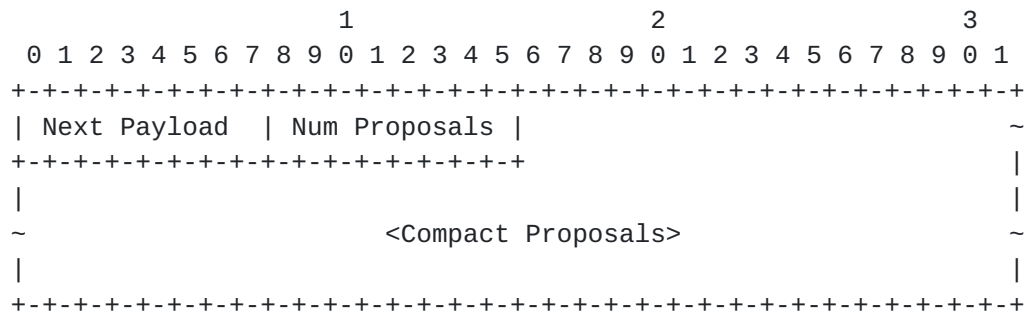 1                   2                   3
 0 1 2 3 4 5 6 7 8 9 0 1 2 3 4 5 6 7 8 9 0 1 2 3 4 5 6 7 8 9 0 1
+-+-+-+-+-+-+-+-+-+-+-+-+-+-+-+-+-+-+-+-+-+-+-+-+-+-+-+-+-+-+-+-+
| Next Payload  | Num Proposals |                               ~
+-+-+-+-+-+-+-+-+-+-+-+-+-+-+-+-+                               |
|                                                               |
~                       <Compact Proposals>                     ~
|                                                               |
+-+-+-+-+-+-+-+-+-+-+-+-+-+-+-+-+-+-+-+-+-+-+-+-+-+-+-+-+-+-+-+-+